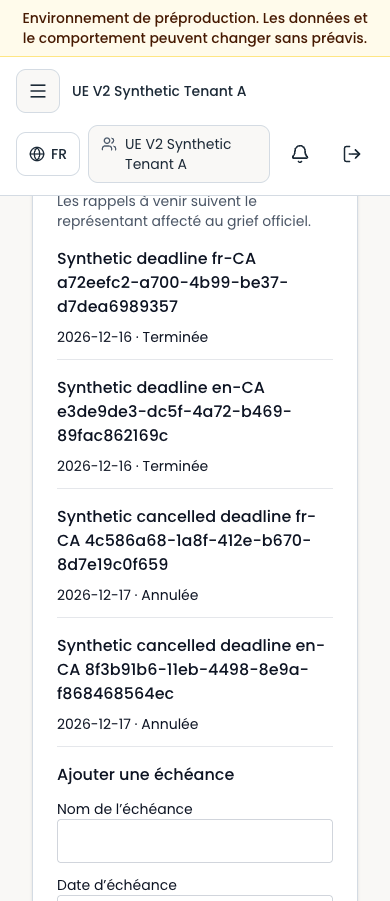 Environnement de préproduction. Les données et
le comportement peuvent changer sans préavis.
UE V2 Synthetic Tenant A
FR
UE V2 Synthetic
Tenant A
Les rappels à venir suivent le
représentant affecté au grief officiel.
Synthetic deadline fr-CA
a72eefc2-a700-4b99-be37-
d7dea6989357
2026-12-16 · Terminée
Synthetic deadline en-CA
e3de9de3-dc5f-4a72-b469-
89fac862169c
2026-12-16 · Terminée
Synthetic cancelled deadline fr-
CA 4c586a68-1a8f-412e-b670-
8d7e19c0f659
2026-12-17 · Annulée
Synthetic cancelled deadline en-
CA 8f3b91b6-11eb-4498-8e9a-
f868468564ec
2026-12-17 · Annulée
Ajouter une échéance
Nom de l’échéance
Date d’échéance